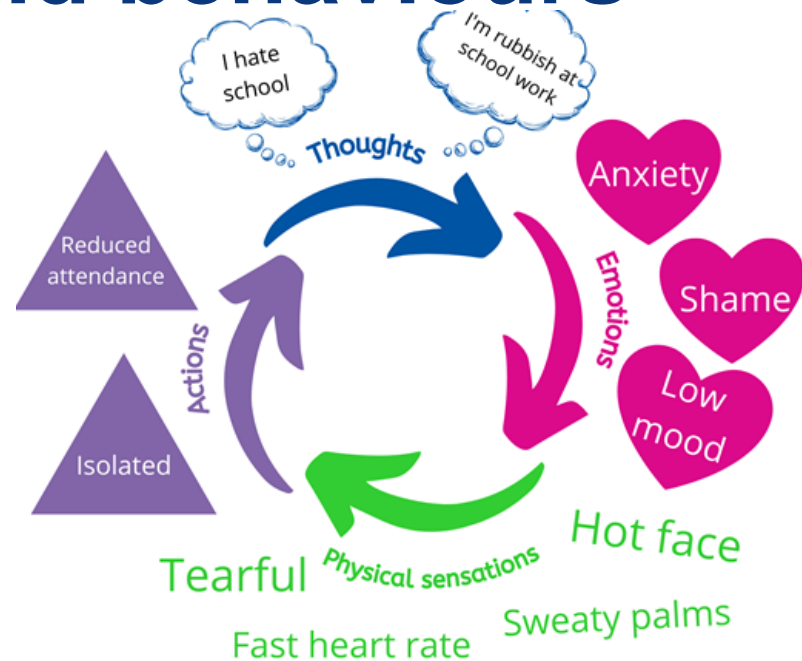 behaviours
I hate
school
I'm rubbish at
school work
Thoughts
Anxiety
Shame
Low
mood
Emotions
Hot face
Sweaty palms
Physical sensations
Tearful
Fast heart rate
Actions
Isolated
Reduced
attendance